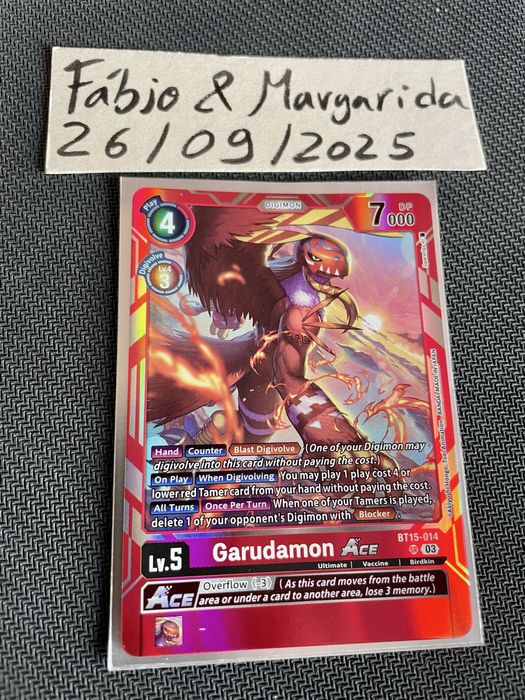 Fábio & Margarida
26/09/2025
Play
4
DIGIMON
7000
DP
Digivolve
Lv.4
3
Hand Counter Blast Digivolve (One of your Digimon may
digivolve into this card without paying the cost.)
On Play When Digivolving You may play 1 play cost 4 or
lower red Tamer card from your hand without paying the cost.
All Turns Once Per Turn When one of your Tamers is played,
delete 1 of your opponent's Digimon with Blocker.
BT15-014
Lv.5
Garudamon ACE
SR 03
Ultimate | Vaccine | Birdkin
ACE Overflow 《-3》 (As this card moves from the battle
area or under a card to another area, lose 3 memory.)